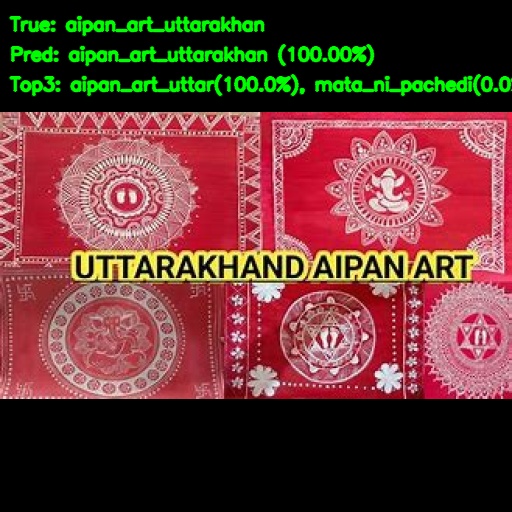 True: aipan_art_uttarakhan
Pred: aipan_art_uttarakhan (100.00%)
Top3: aipan_art_uttar(100.0%), mata_ni_pachedi(0.0
UTTARAKHAND AIPAN ART